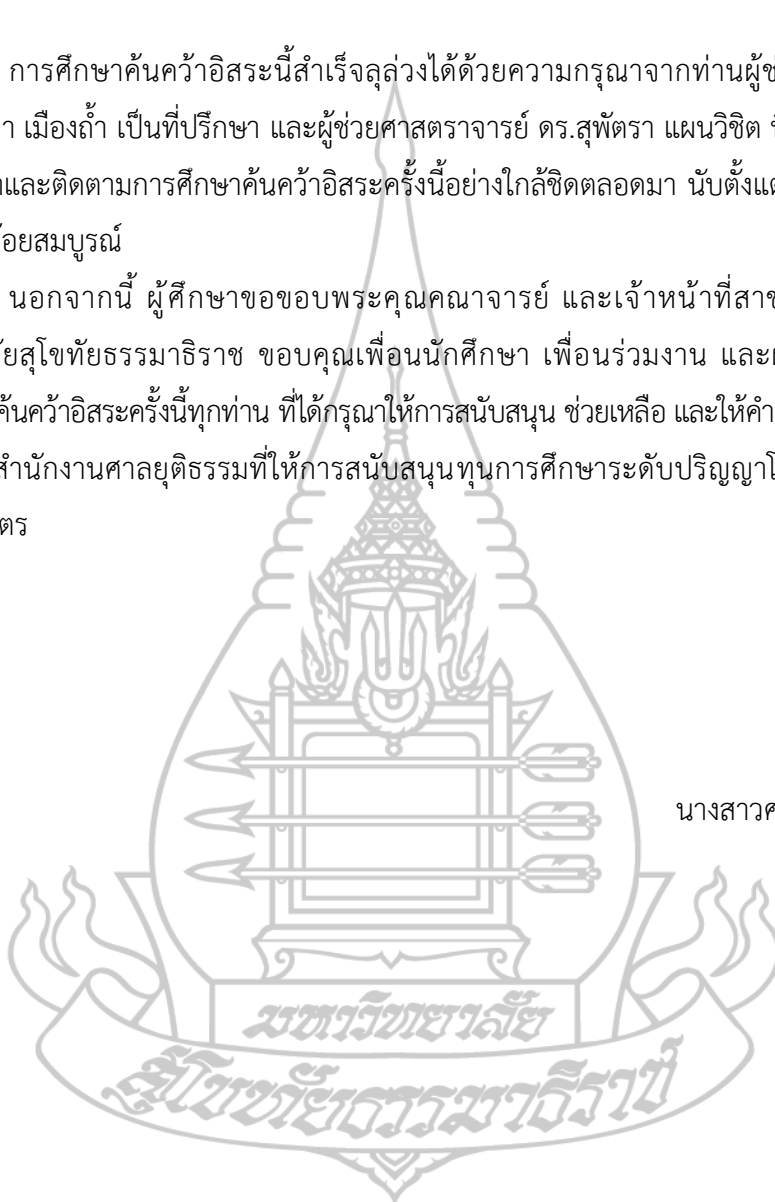 การศึกษาค้นคว้าอิสระนี้สำเร็จลุล่วงได้ด้วยความกรุณาจากท่านผู้ช่
า เมืองถ้ำ เป็นที่ปรึกษา และผู้ช่วยศาสตราจารย์ ดร.สุพัตรา แผนวิชิต
และติดตามการศึกษาค้นคว้าอิสระครั้งนี้อย่างใกล้ชิดตลอดมา นับตั้งแต่
อยสมบูรณ์
นอกจากนี้ ผู้ศึกษาขอขอบพระคุณคณาจารย์ และเจ้าหน้าที่สาข
ัยสุโขทัยธรรมาธิราช ขอบคุณเพื่อนนักศึกษา เพื่อนร่วมงาน และ
ค้นคว้าอิสระครั้งนี้ทุกท่าน ที่ได้กรุณาให้การสนับสนุน ช่วยเหลือ และให้คำ
สำนักงานศาลยุติธรรมที่ให้การสนับสนุนทุนการศึกษาระดับปริญญาโ
ตร
นางสาวศ
มหาวิทยาลัย
สุโขทัยธรรมาธิราช